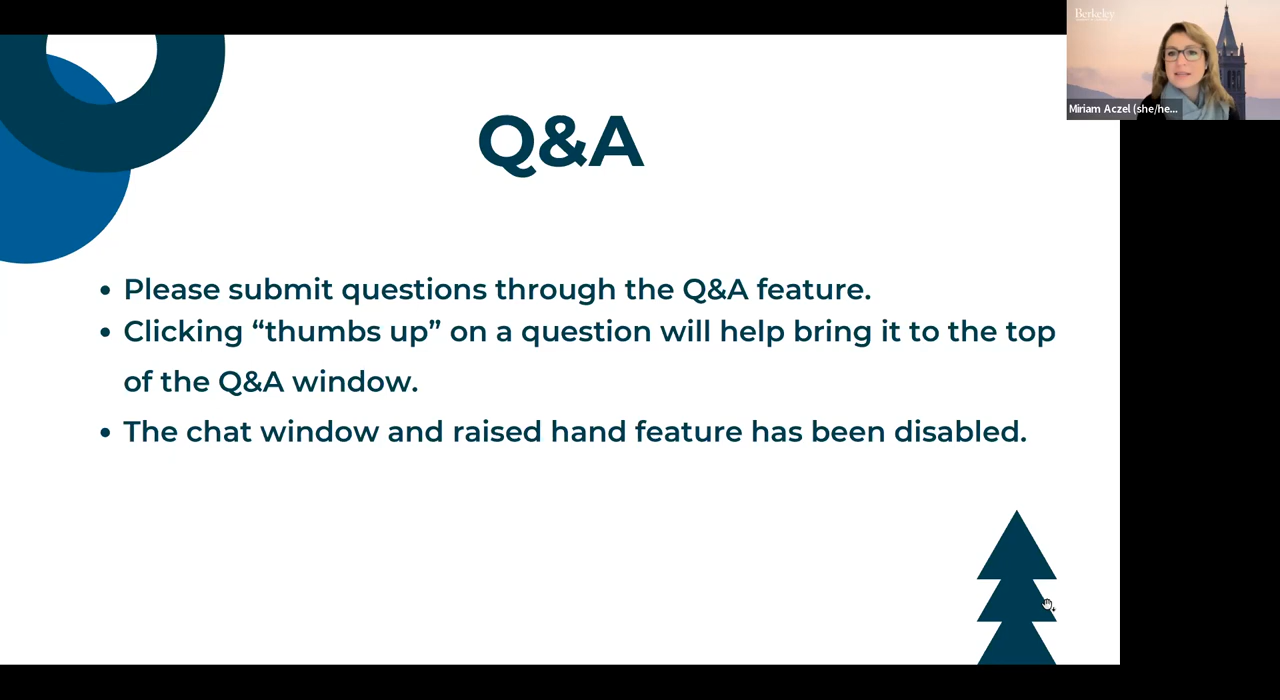 Berkeley
Miriam Aczel (she/he...
Q&A
• Please submit questions through the Q&A feature.
• Clicking “thumbs up” on a question will help bring it to the top
of the Q&A window.
• The chat window and raised hand feature has been disabled.